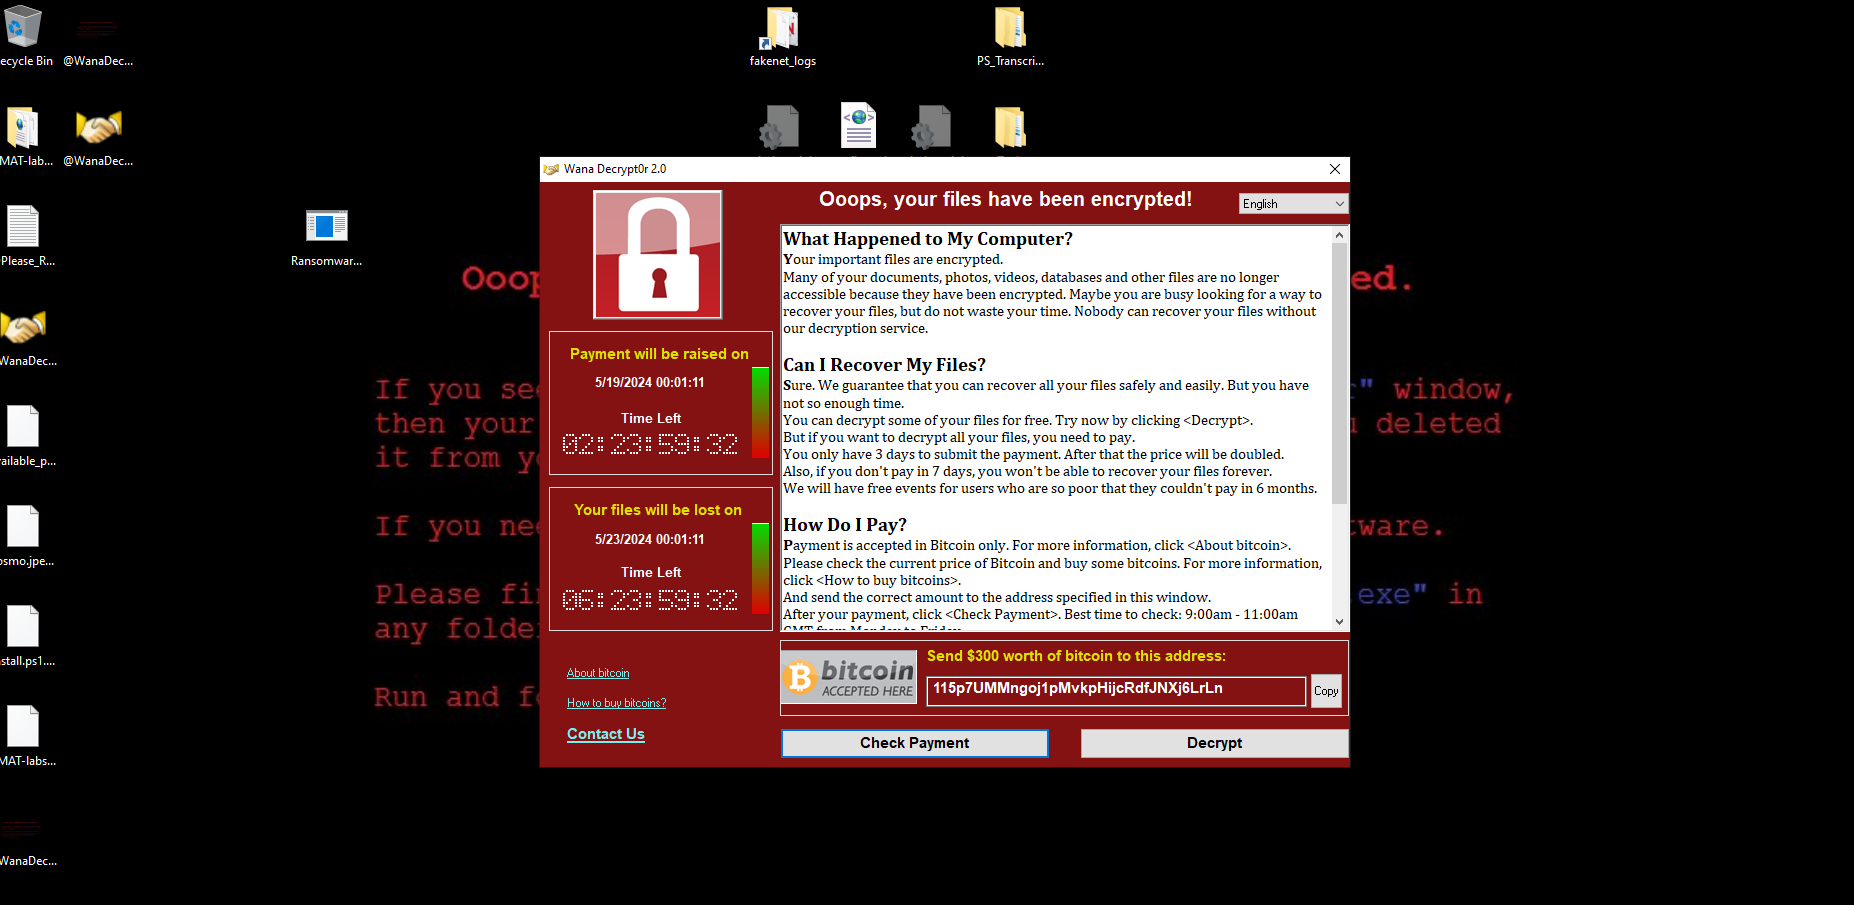 ecycle Bin
@WanaDec...
fakenet_logs
PS_Transcri...
MAT-lab...
@WanaDec...
Please_R...
Ransomwar...
WanaDec...
ailable_p...
osmo.jpe...
stall.ps1....
MAT-labs...
WanaDec...
Ooop
ed.
If you see
r" window,
then your
u deleted
it from yo
If you nee
tware.
Please fin
.exe" in
any folder
Run and fo
Wana Decrypt0r 2.0
Ooops, your files have been encrypted!
English
Payment will be raised on
5/19/2024 00:01:11
Time Left
02:23:59:32
Your files will be lost on
5/23/2024 00:01:11
Time Left
06:23:59:32
About bitcoin
How to buy bitcoins?
Contact Us
What Happened to My Computer?
Your important files are encrypted.
Many of your documents, photos, videos, databases and other files are no longer
accessible because they have been encrypted. Maybe you are busy looking for a way to
recover your files, but do not waste your time. Nobody can recover your files without
our decryption service.
Can I Recover My Files?
Sure. We guarantee that you can recover all your files safely and easily. But you have
not so enough time.
You can decrypt some of your files for free. Try now by clicking <Decrypt>.
But if you want to decrypt all your files, you need to pay.
You only have 3 days to submit the payment. After that the price will be doubled.
Also, if you don't pay in 7 days, you won't be able to recover your files forever.
We will have free events for users who are so poor that they couldn't pay in 6 months.
How Do I Pay?
Payment is accepted in Bitcoin only. For more information, click <About bitcoin>.
Please check the current price of Bitcoin and buy some bitcoins. For more information,
click <How to buy bitcoins>.
And send the correct amount to the address specified in this window.
After your payment, click <Check Payment>. Best time to check: 9:00am - 11:00am
GMT from Monday to Friday
bitcoin
ACCEPTED HERE
Send $300 worth of bitcoin to this address:
115p7UMMngoj1pMvkpHijcRdfJNXj6LrLn
Copy
Check Payment
Decrypt